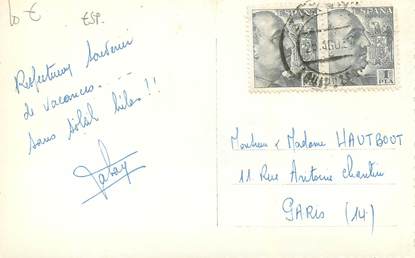 10 €
ESP.
ESPAÑA
ESPAÑA
1
PTA
Respectueux Souvenir
de vacances...
sans soleil hélas !!
Monsieur & Madame HAUTBOUT
11 Rue Antoine Chantin
PARIS (14)